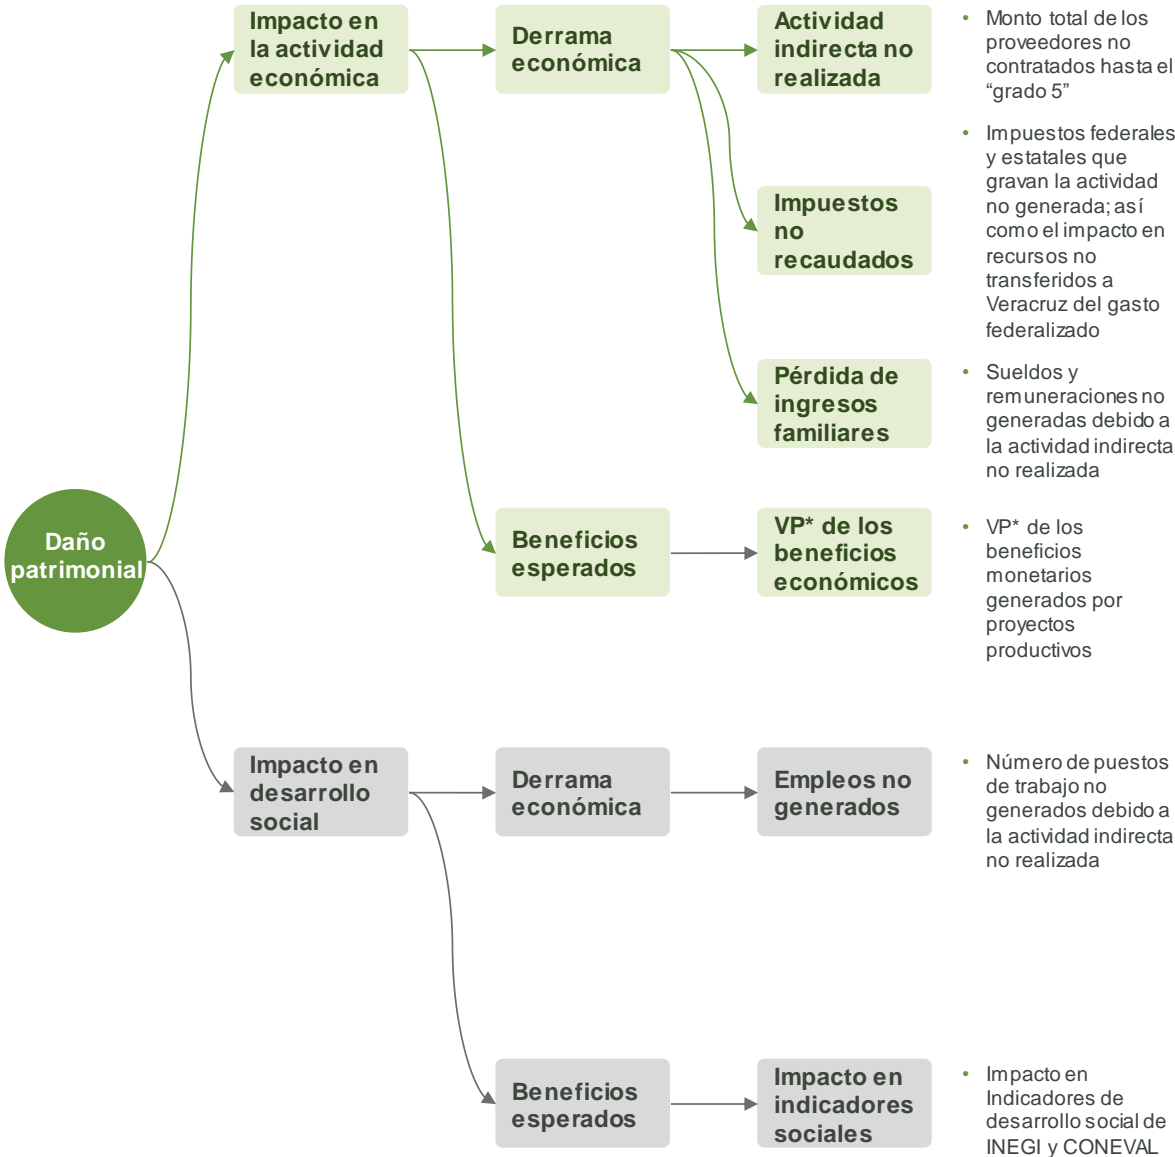 Impacto en
la actividad
económica
Derrama
económica
Actividad
indirecta no
realizada
• Monto total de los
proveedores no
contratados hasta el
“grado 5”
Impuestos
no
recaudados
• Impuestos federales
y estatales que
gravan la actividad
no generada; así
como el impacto en
recursos no
transferidos a
Veracruz del gasto
federalizado
Pérdida de
ingresos
familiares
• Sueldos y
remuneraciones no
generadas debido a
la actividad indirecta
no realizada
Daño
patrimonial
Beneficios
esperados
VP* de los
beneficios
económicos
• VP* de los
beneficios
monetarios
generados por
proyectos
productivos
Impacto en
desarrollo
social
Derrama
económica
Empleos no
generados
• Número de puestos
de trabajo no
generados debido a
la actividad indirecta
no realizada
Beneficios
esperados
Impacto en
indicadores
sociales
• Impacto en
Indicadores de
desarrollo social de
INEGI y CONEVAL